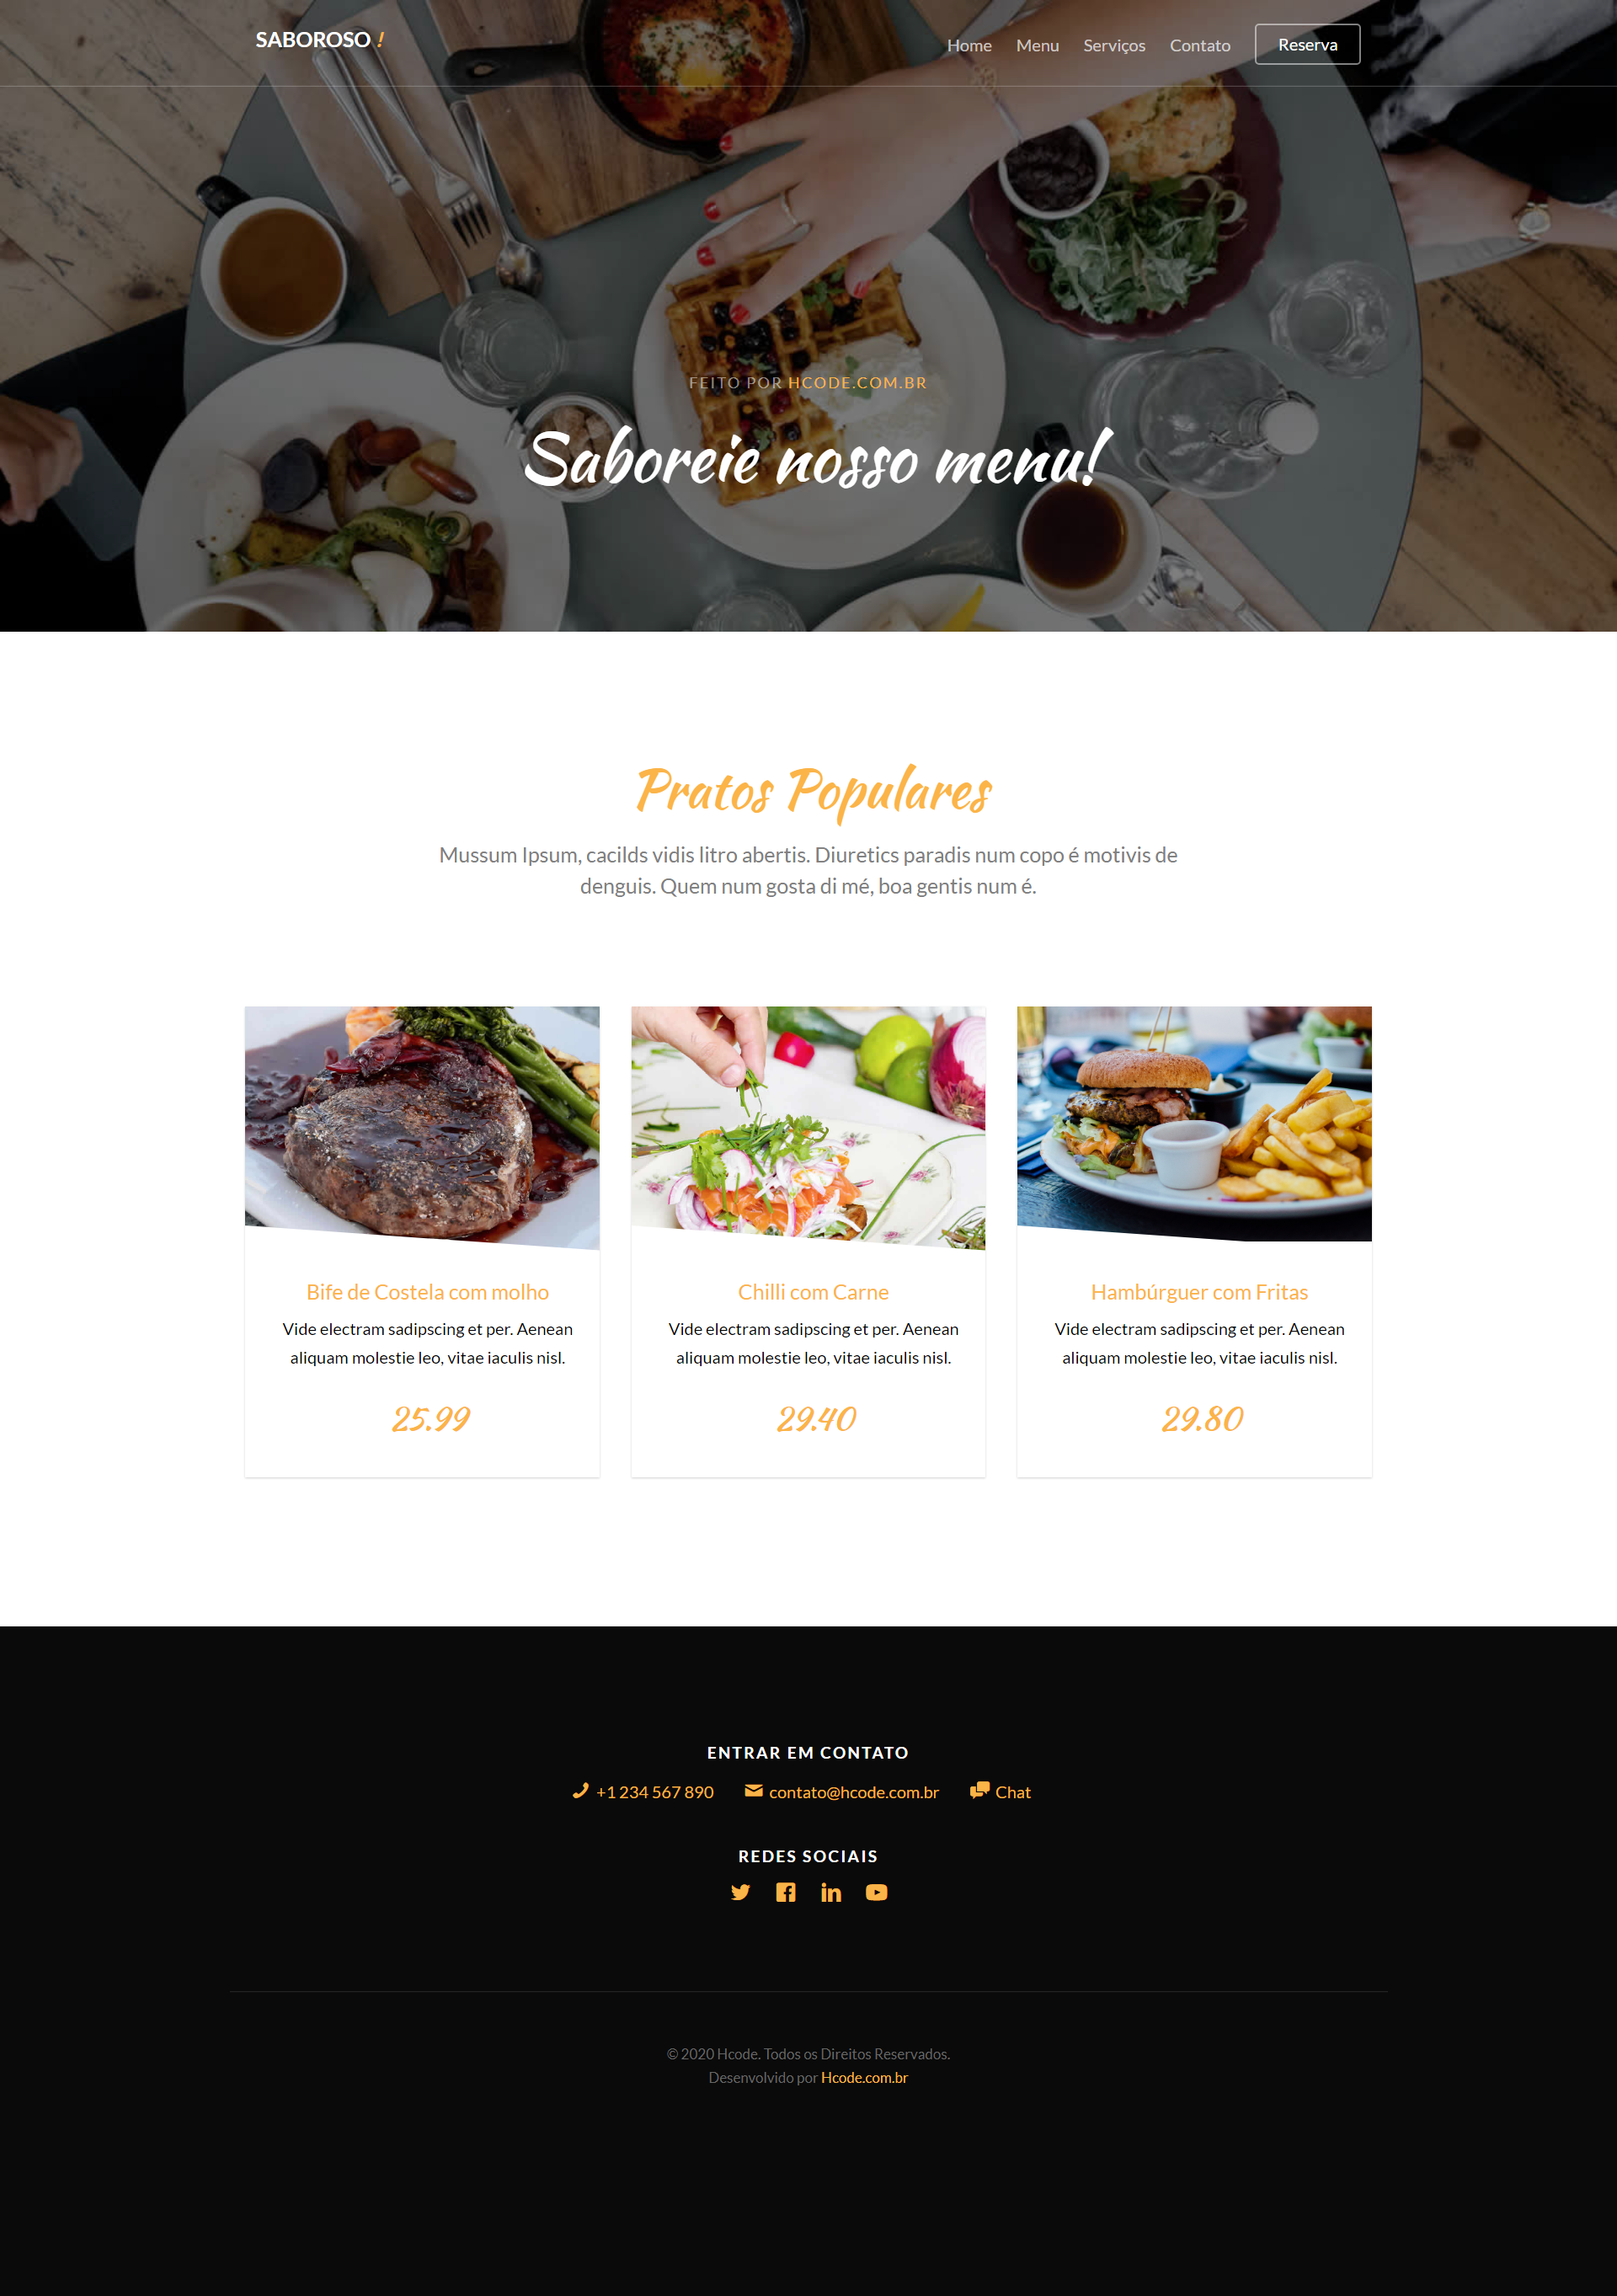 SABOROSO !
Home Menu Serviços Contato Reserva
FEITO POR HCODE.COM.BR
Saboreie nosso menu!
Pratos Populares
Mussum Ipsum, cacilds vidis litro abertis. Diuretics paradis num copo é motivis de
denguis. Quem num gosta di mé, boa gentis num é.
Bife de Costela com molho
Vide electram sadipscing et per. Aenean
aliquam molestie leo, vitae iaculis nisl.
25.99
Chilli com Carne
Vide electram sadipscing et per. Aenean
aliquam molestie leo, vitae iaculis nisl.
29.40
Hambúrguer com Fritas
Vide electram sadipscing et per. Aenean
aliquam molestie leo, vitae iaculis nisl.
29.80
ENTRAR EM CONTATO
+1 234 567 890 contato@hcode.com.br Chat
REDES SOCIAIS
© 2020 Hcode. Todos os Direitos Reservados.
Desenvolvido por Hcode.com.br